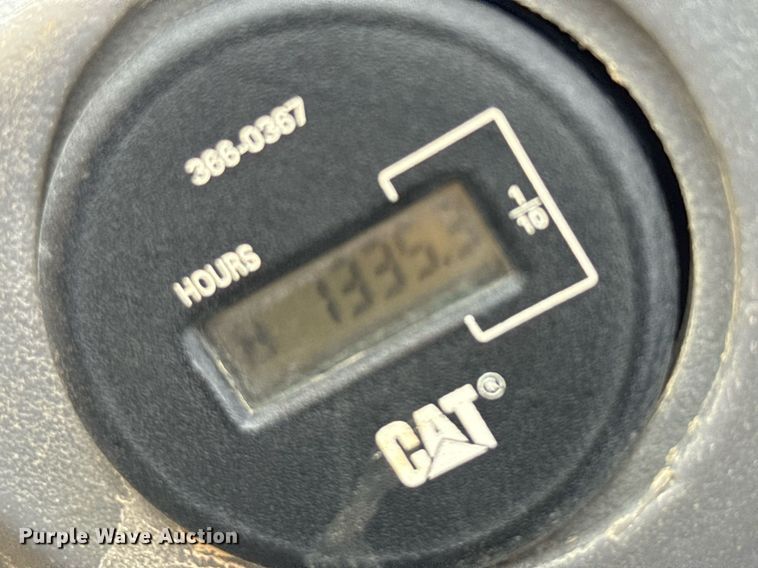 366-0367
HOURS
1335.3
1/10
CAT®
Purple Wave Auction